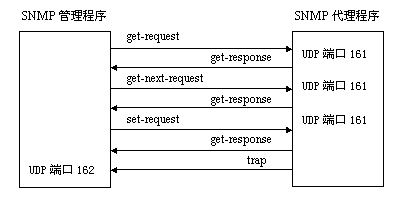 SNMP 管理程序
SNMP 代理程序
get-request
UDP 端口 161
get-response
get-next-request
UDP 端口 161
get-response
set-request
UDP 端口 161
get-response
trap
UDP 端口 162